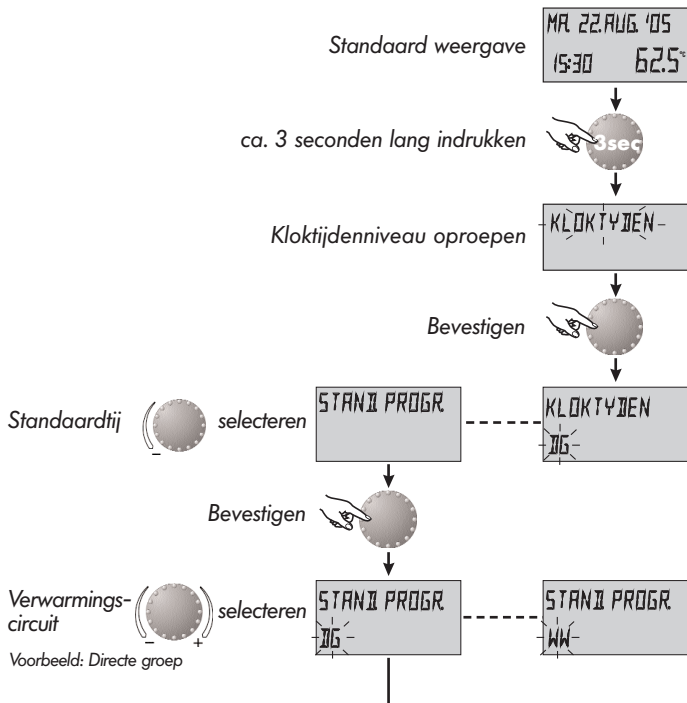 Standaard weergave
MA. 22.AUG. '05
15:30 62.5 °C
ca. 3 seconden lang indrukken
3sec
Kloktijdenniveau oproepen
KLOKTYDEN
Bevestigen
Standaardtij
-
selecteren
STAND PROGR.
KLOKTYDEN
DG
Bevestigen
Verwarmings-
circuit
- +
selecteren
Voorbeeld: Directe groep
STAND PROGR.
DG
STAND PROGR.
WW